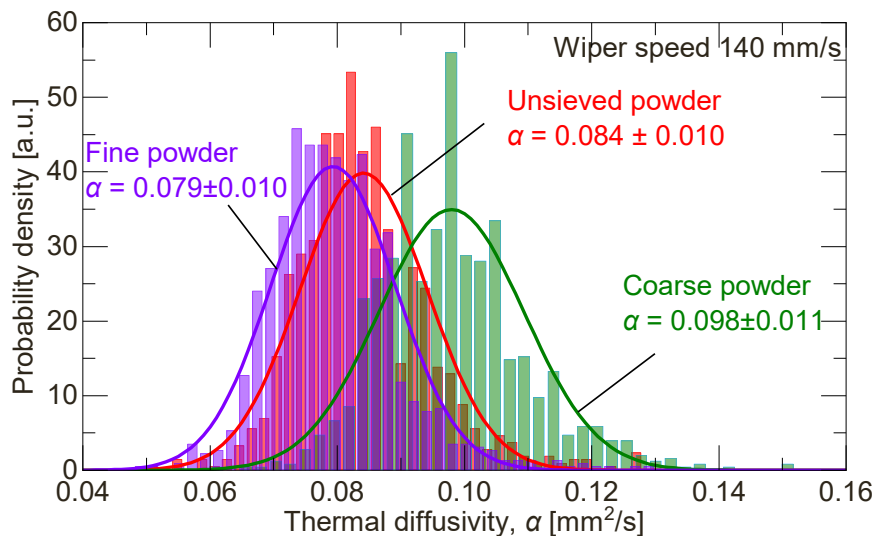 Wiper speed 140 mm/s
Unsieved powder
α = 0.084 ± 0.010
Fine powder
α = 0.079±0.010
Coarse powder
α = 0.098±0.011
Probability density [a.u.]
60
50
40
30
20
10
0
0.04 0.06 0.08 0.10 0.12 0.14 0.16
Thermal diffusivity, α [mm²/s]